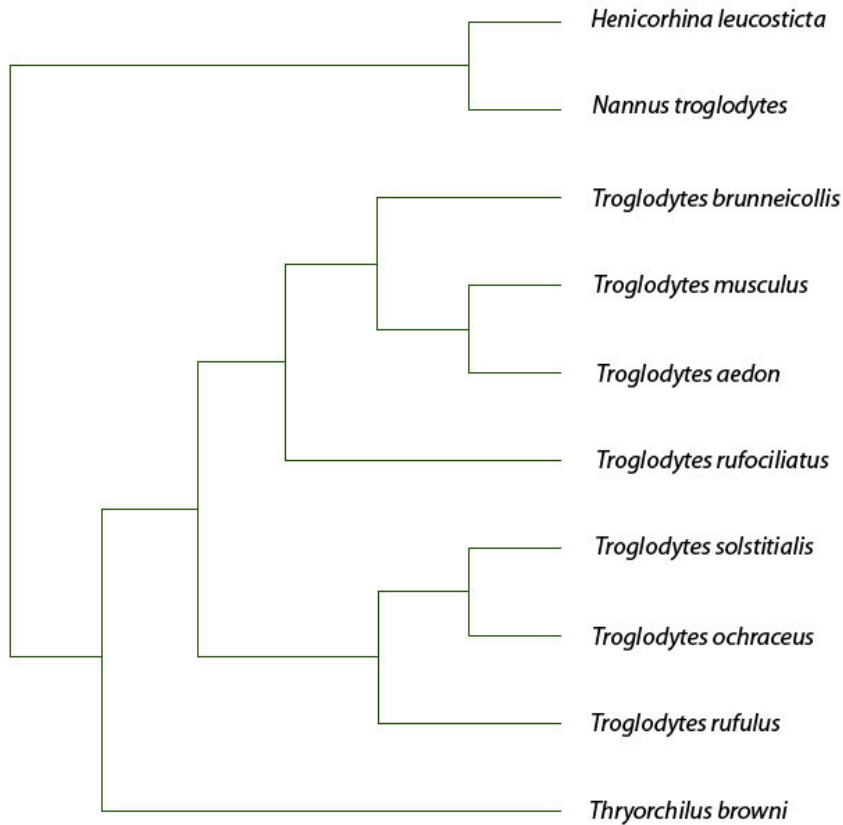 Henicorhina leucosticta
Nannus troglodytes
Troglodytes brunneicollis
Troglodytes musculus
Troglodytes aedon
Troglodytes rufociliatus
Troglodytes solstitialis
Troglodytes ochraceus
Troglodytes rufulus
Thryorchilus browni